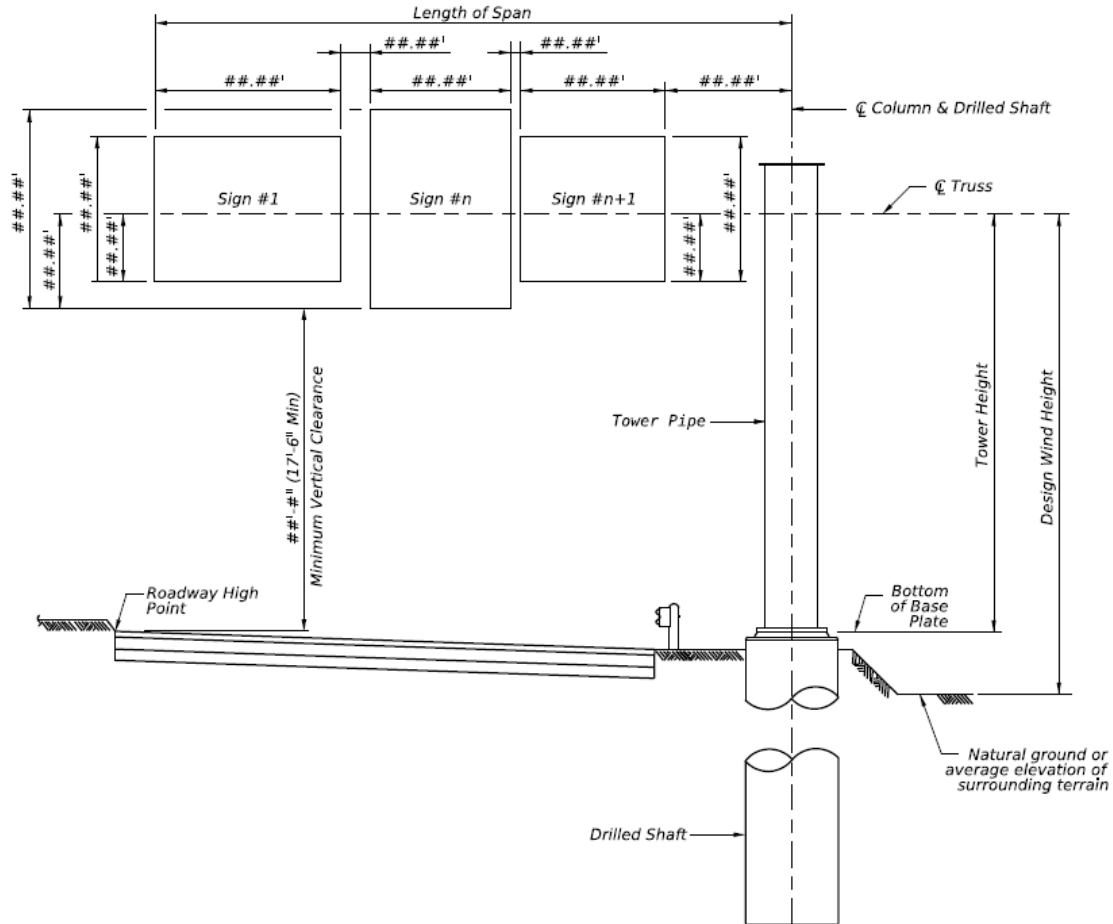 Length of Span
##.##'
##.##'
##.##'
##.##'
##.##'
##.##'
℄ Column & Drilled Shaft
##.##'
##.##'
##.##'
##.##'
Sign #1
Sign #n
Sign #n+1
##.##'
##.##'
℄ Truss
##'-#" (17'-6" Min)
Minimum Vertical Clearance
Tower Pipe
Tower Height
Design Wind Height
Roadway High
Point
Bottom
of Base
Plate
Natural ground or
average elevation of
surrounding terrain
Drilled Shaft